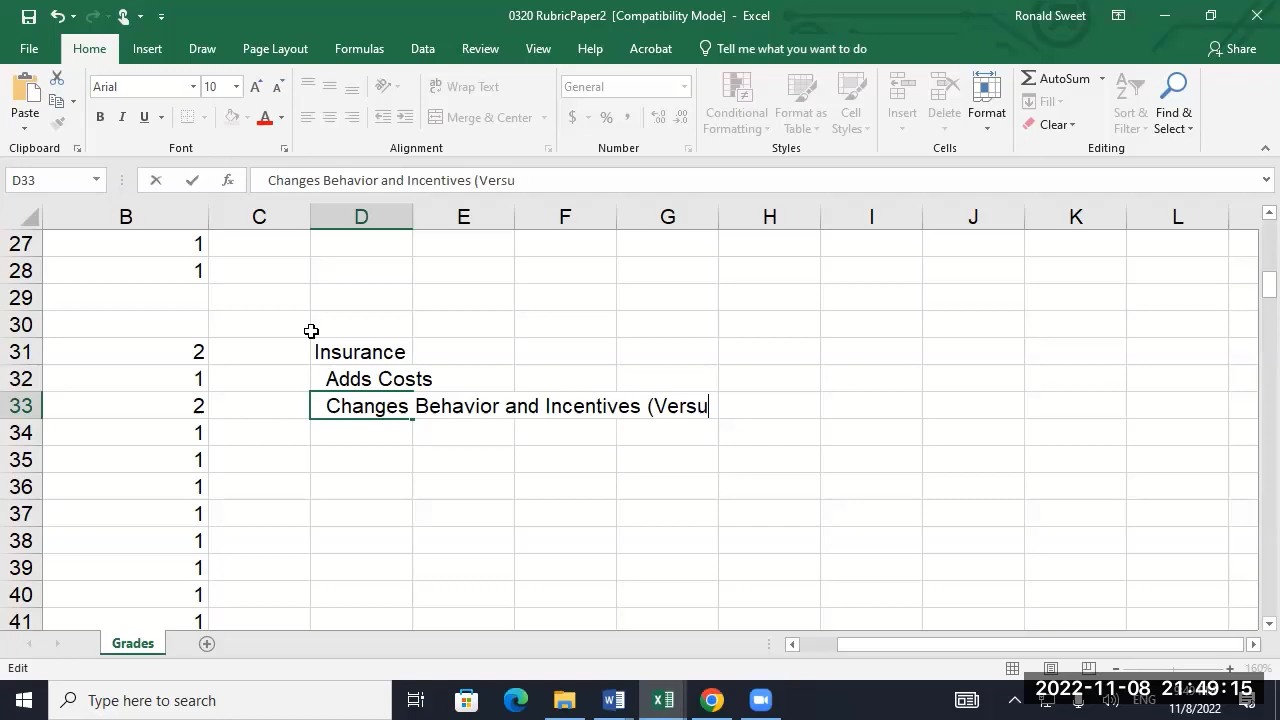 0320 RubricPaper2 [Compatibility Mode] - Excel
Ronald Sweet
File Home Insert Draw Page Layout Formulas Data Review View Help Acrobat Tell me what you want to do Share
Paste
Clipboard
Arial 10
B I U
Font
Wrap Text
Merge & Center
Alignment
General
$ % ,
Number
Conditional Formatting
Format as Table
Cell Styles
Styles
Insert Delete Format
Cells
AutoSum
Fill
Clear
Sort & Filter
Find & Select
Editing
D33 fx Changes Behavior and Incentives (Versu
B C D E F G H I J K L
27 1
28 1
29
30
31 2 Insurance
32 1 Adds Costs
33 2 Changes Behavior and Incentives (Versu
34 1
35 1
36 1
37 1
38 1
39 1
40 1
41 1
Grades
Edit
160%
Type here to search
2022-11-08 21:49:15
ENG
11/8/2022